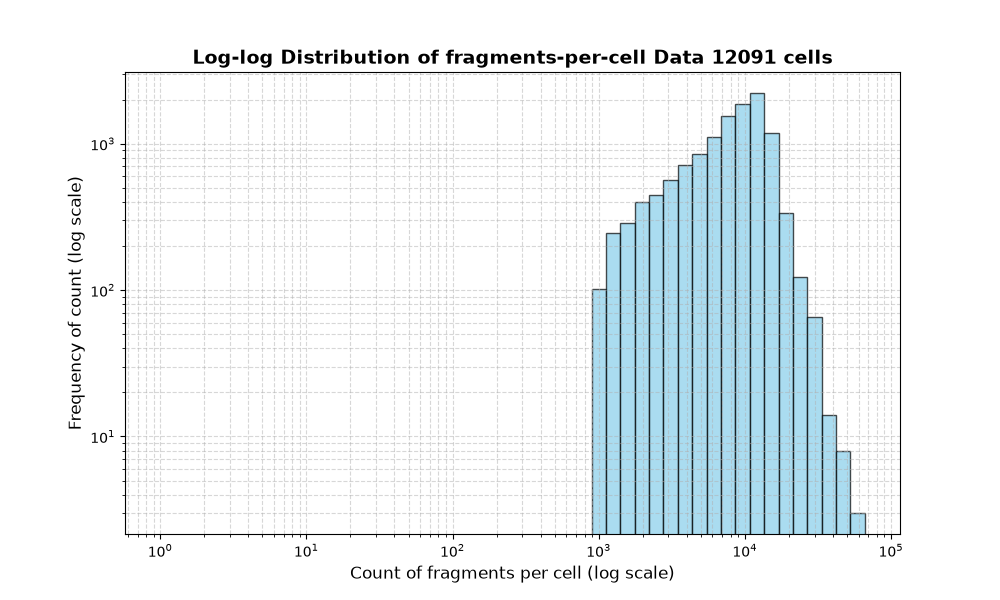 Log-log Distribution of fragments-per-cell Data 12091 cells
Frequency of count (log scale)
10³
10²
10¹
10⁰ 10¹ 10² 10³ 10⁴ 10⁵
Count of fragments per cell (log scale)